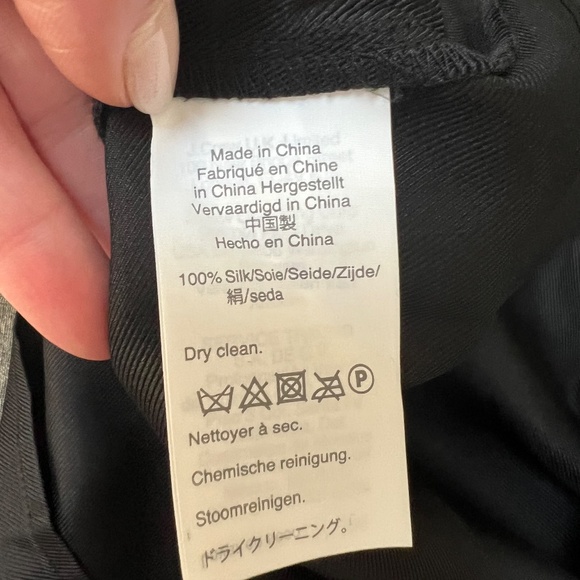 Made in China
Fabriqué en Chine
in China Hergestellt
Vervaardigd in China
中国製
Hecho en China
100% Silk/Soie/Seide/Zijde/
絹/seda
Dry clean.
P
Nettoyer à sec.
Chemische reinigung.
Stoomreinigen.
ドライクリーニング。